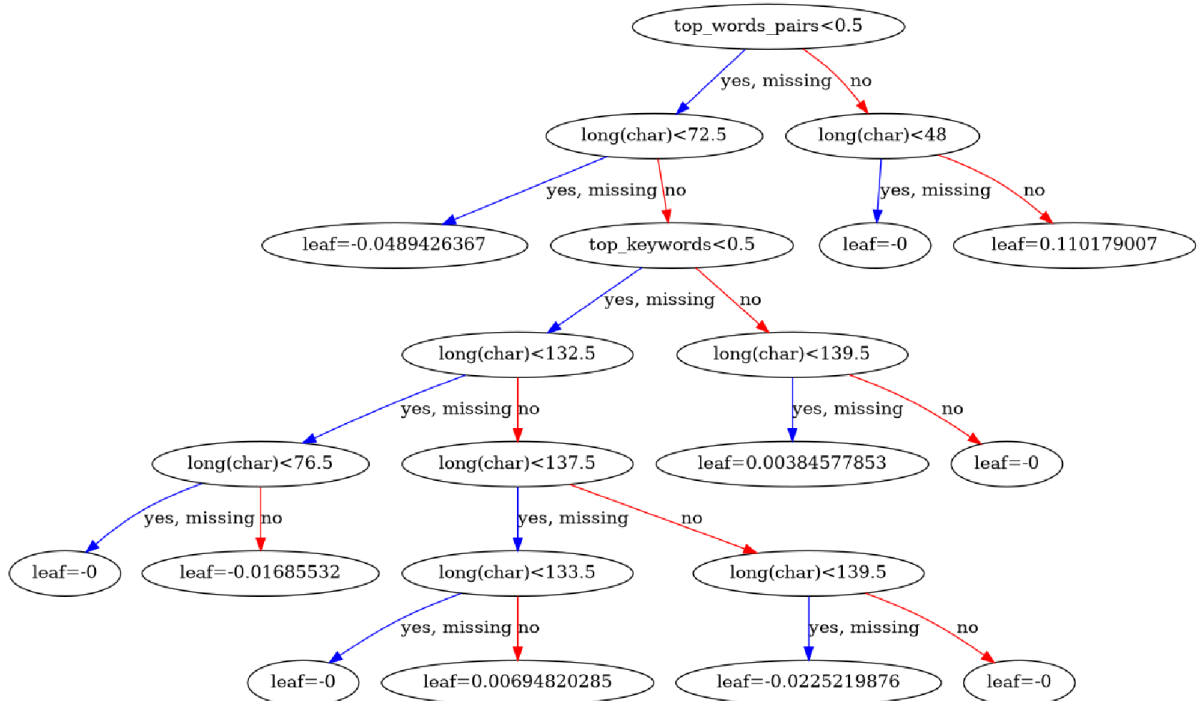 top_words_pairs<0.5
yes, missing no
long(char)<72.5 long(char)<48
yes, missing no yes, missing no
leaf=-0.0489426367 top_keywords<0.5 leaf=-0 leaf=0.110179007
yes, missing no
long(char)<132.5 long(char)<139.5
yes, missing no yes, missing no
long(char)<76.5 long(char)<137.5 leaf=0.00384577853 leaf=-0
yes, missing no yes, missing no
leaf=-0 leaf=-0.01685532 long(char)<133.5 long(char)<139.5
yes, missing no yes, missing no
leaf=-0 leaf=0.00694820285 leaf=-0.0225219876 leaf=-0